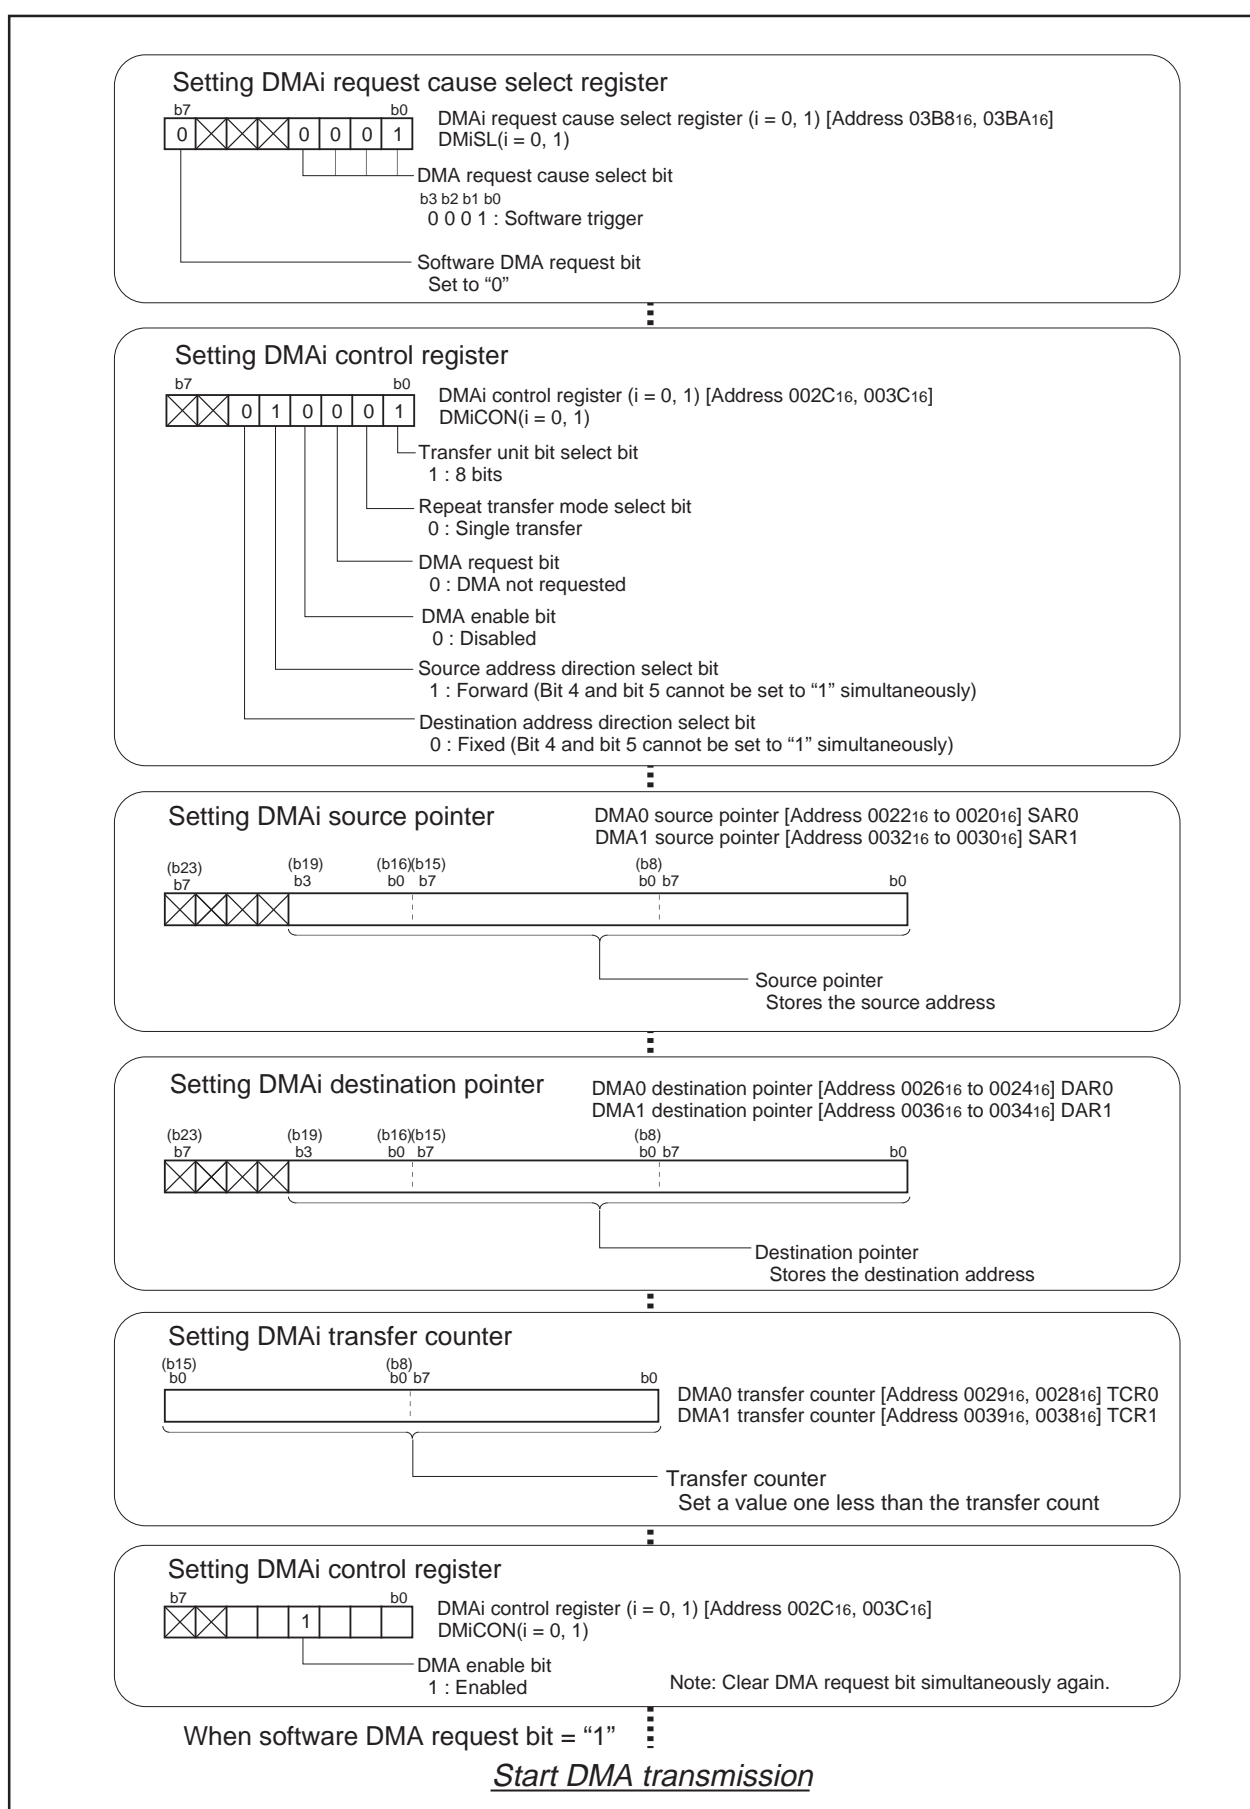 Setting DMAi request cause select register
b7 b0
0 0 0 0 1
DMAi request cause select register (i = 0, 1) [Address 03B816, 03BA16]
DMiSL(i = 0, 1)
DMA request cause select bit
b3 b2 b1 b0
0 0 0 1 : Software trigger
Software DMA request bit
Set to “0”
Setting DMAi control register
b7 b0
0 1 0 0 0 1
DMAi control register (i = 0, 1) [Address 002C16, 003C16]
DMiCON(i = 0, 1)
Transfer unit bit select bit
1 : 8 bits
Repeat transfer mode select bit
0 : Single transfer
DMA request bit
0 : DMA not requested
DMA enable bit
0 : Disabled
Source address direction select bit
1 : Forward (Bit 4 and bit 5 cannot be set to “1” simultaneously)
Destination address direction select bit
0 : Fixed (Bit 4 and bit 5 cannot be set to “1” simultaneously)
Setting DMAi source pointer
DMA0 source pointer [Address 002216 to 002016] SAR0
DMA1 source pointer [Address 003216 to 003016] SAR1
(b23) (b19) (b16)(b15) (b8)
b7 b3 b0 b7 b0 b7 b0
Source pointer
Stores the source address
Setting DMAi destination pointer
DMA0 destination pointer [Address 002616 to 002416] DAR0
DMA1 destination pointer [Address 003616 to 003416] DAR1
(b23) (b19) (b16)(b15) (b8)
b7 b3 b0 b7 b0 b7 b0
Destination pointer
Stores the destination address
Setting DMAi transfer counter
(b15) (b8)
b0 b0 b7 b0
DMA0 transfer counter [Address 002916, 002816] TCR0
DMA1 transfer counter [Address 003916, 003816] TCR1
Transfer counter
Set a value one less than the transfer count
Setting DMAi control register
b7 b0
1
DMAi control register (i = 0, 1) [Address 002C16, 003C16]
DMiCON(i = 0, 1)
DMA enable bit
1 : Enabled
Note: Clear DMA request bit simultaneously again.
When software DMA request bit = “1”
Start DMA transmission